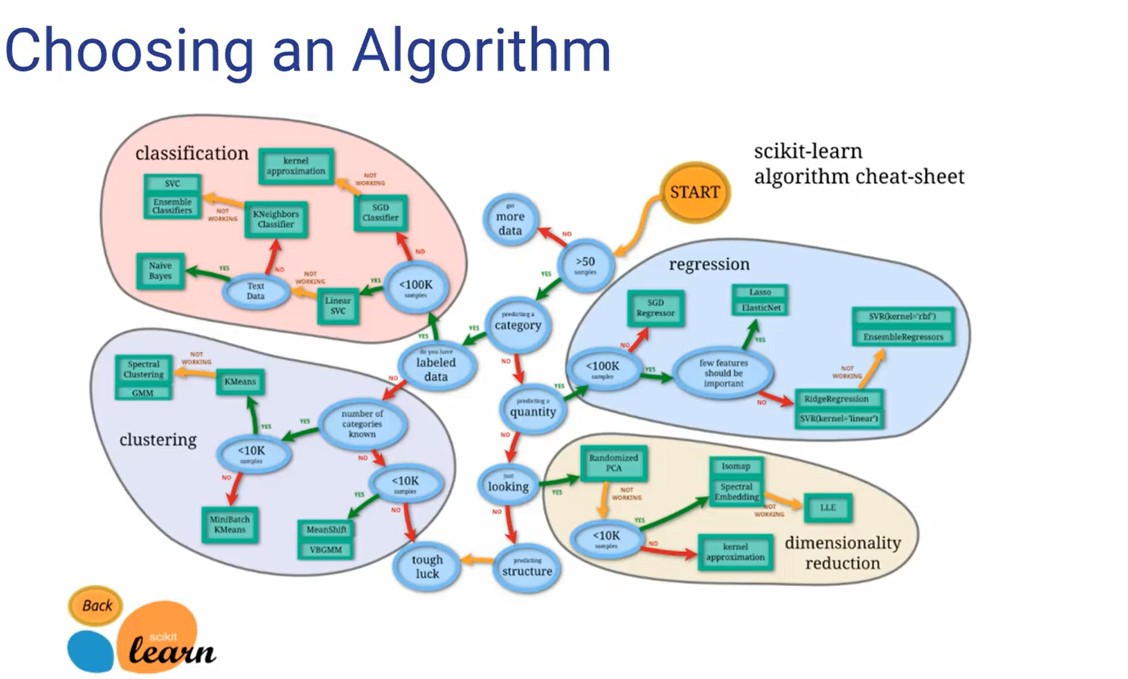 Choosing an Algorithm
scikit-learn
algorithm cheat-sheet
START
>50
samples
NO
get
more
data
YES
predicting a
category
YES
do you have
labeled
data
YES
classification
<100K
samples
YES
Linear
SVC
NOT
WORKING
Text
Data
YES
Naive
Bayes
NO
KNeighbors
Classifier
NOT
WORKING
SVC
Ensemble
Classifiers
NO
SGD
Classifier
NOT
WORKING
kernel
approximation
NO
clustering
number of
categories
known
YES
<10K
samples
YES
KMeans
NOT
WORKING
Spectral
Clustering
GMM
NO
MiniBatch
KMeans
NO
<10K
samples
YES
MeanShift
VBGMM
NO
tough
luck
NO
predicting a
quantity
YES
regression
<100K
samples
NO
SGD
Regressor
YES
few features
should be
important
YES
Lasso
ElasticNet
NO
RidgeRegression
SVR(kernel='linear')
NOT
WORKING
SVR(kernel='rbf')
EnsembleRegressors
NO
just
looking
YES
dimensionality
reduction
Randomized
PCA
NOT
WORKING
<10K
samples
YES
Isomap
Spectral
Embedding
NOT
WORKING
LLE
NO
kernel
approximation
NO
predicting
structure
Back
scikit
learn